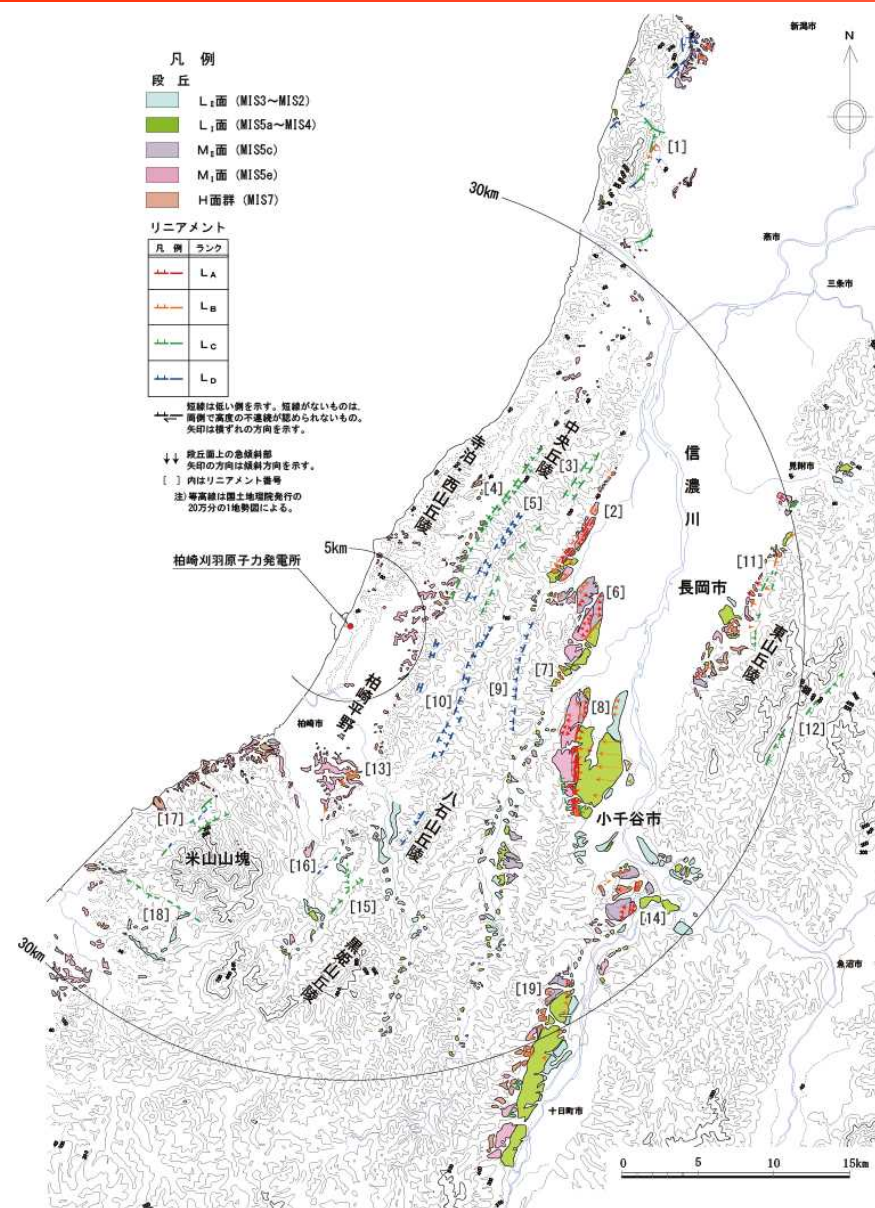 凡 例
段 丘
LⅡ面 (MIS3～MIS2)
LⅠ面 (MIS5a～MIS4)
MⅡ面 (MIS5c)
MⅠ面 (MIS5e)
H面群 (MIS7)
リニアメント
凡 例 ランク
LA
LB
LC
LD
短線は低い側を示す。短線がないものは、
両側で高度の不連続が認められないもの。
矢印は横ずれの方向を示す。
段丘面上の急傾斜部
矢印の方向は傾斜方向を示す。
[ ] 内はリニアメント番号
注)等高線は国土地理院発行の
20万分の1地勢図による。
新潟市
N
[1]
30km
燕市
三条市
中央丘陵
寺泊・西山丘陵
信濃川
見附市
[3]
[4]
[5]
[2]
5km
柏崎刈羽原子力発電所
[11]
長岡市
[6]
東山丘陵
[7]
[9]
[10]
[8]
[12]
柏崎平野
柏崎市
[13]
八石山丘陵
小千谷市
[17]
米山山塊
[16]
[15]
[18]
[14]
30km
黒姫山丘陵
魚沼市
[19]
十日町市
0 5 10 15km